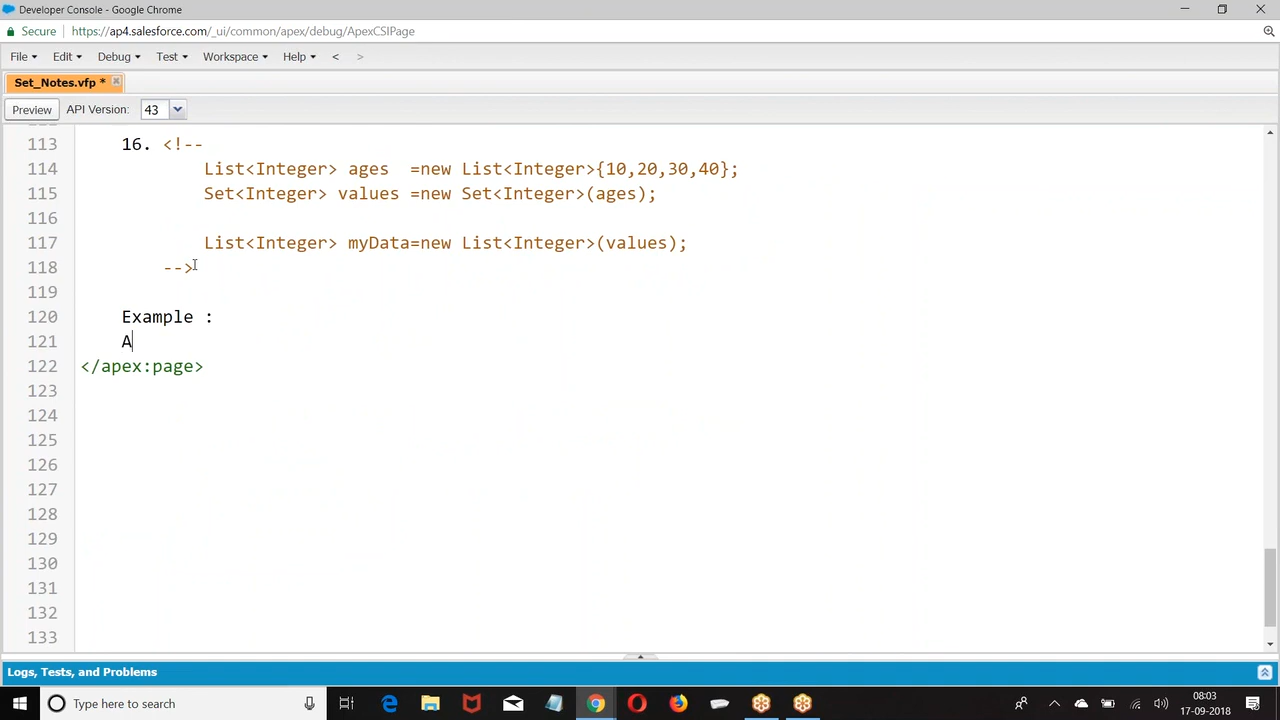 Developer Console - Google Chrome
Secure https://ap4.salesforce.com/_ui/common/apex/debug/ApexCSIPage
File Edit Debug Test Workspace Help < >
Set_Notes.vfp *
Preview API Version: 43
113 16. <!--
114 List<Integer> ages =new List<Integer>{10,20,30,40};
115 Set<Integer> values =new Set<Integer>(ages);
116
117 List<Integer> myData=new List<Integer>(values);
118 -->
119
120 Example :
121 A
122 </apex:page>
123
124
125
126
127
128
129
130
131
132
133
Logs, Tests, and Problems
Type here to search
08:03
17-09-2018